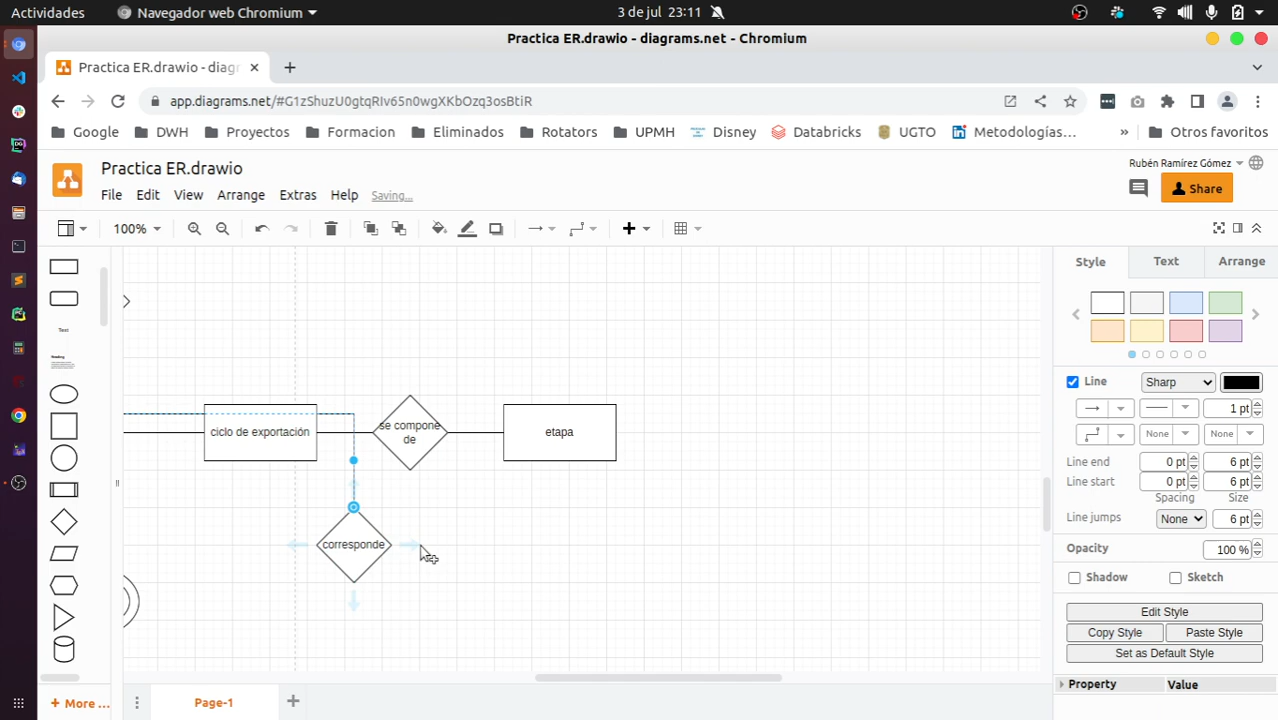 Actividades
Navegador web Chromium
3 de jul 23:11
Practica ER.drawio - diagrams.net - Chromium
Practica ER.drawio - diag
app.diagrams.net/#G1zShuzU0gtqRIv65n0wgXKbOzq3osBtiR
Google
DWH
Proyectos
Formacion
Eliminados
Rotators
UPMH
Disney
Databricks
UGTO
Metodologías…
»
Otros favoritos
Practica ER.drawio
Rubén Ramírez Gómez
File
Edit
View
Arrange
Extras
Help
Saving...
Share
100%
Style
Text
Arrange
Text
Heading
Line
Sharp
1 pt
None
None
Line end
0 pt
6 pt
Line start
0 pt
6 pt
Spacing
Size
Line jumps
None
6 pt
Opacity
100 %
Shadow
Sketch
Edit Style
Copy Style
Paste Style
Set as Default Style
Property
Value
ciclo de exportación
se compone
de
etapa
corresponde
+ More ...
Page-1